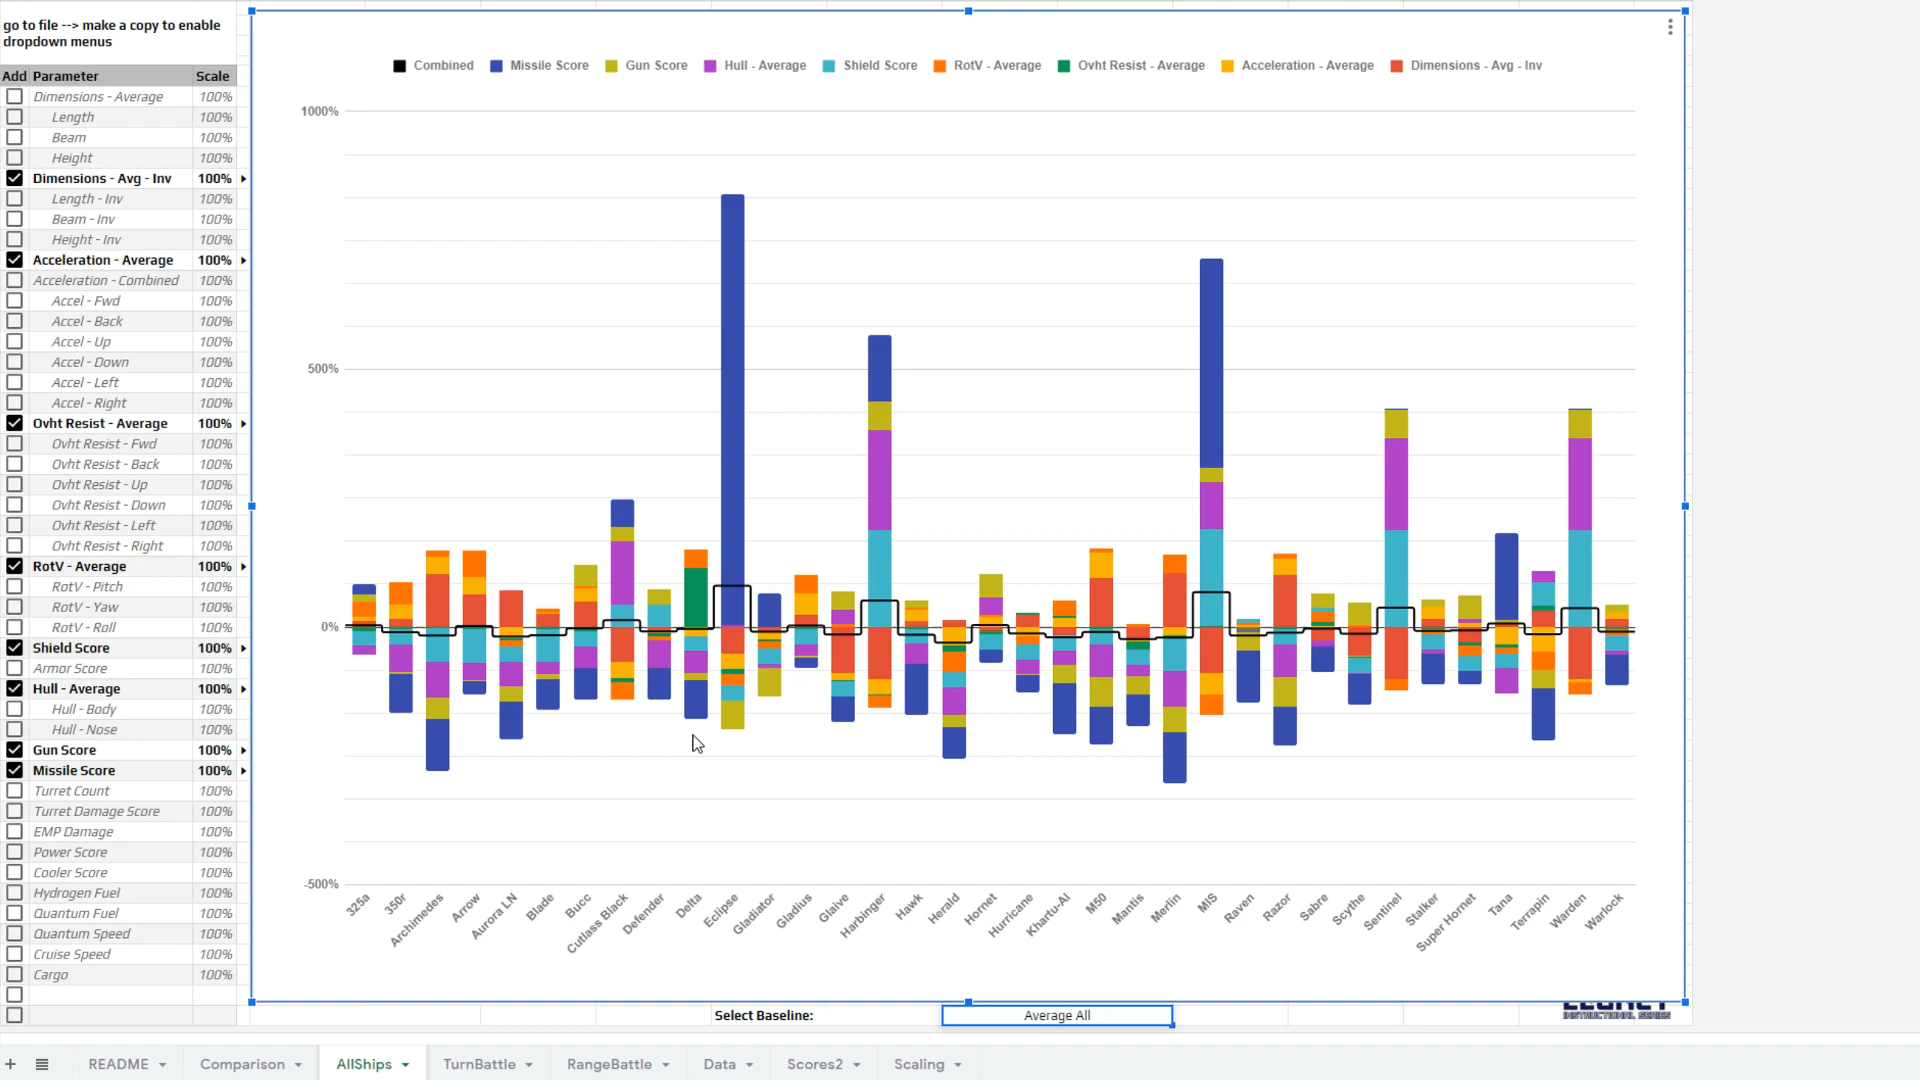 go to file --> make a copy to enable
dropdown menus
Add Parameter Scale
Dimensions - Average 100%
Length 100%
Beam 100%
Height 100%
Dimensions - Avg - Inv 100%
Length - Inv 100%
Beam - Inv 100%
Height - Inv 100%
Acceleration - Average 100%
Acceleration - Combined 100%
Accel - Fwd 100%
Accel - Back 100%
Accel - Up 100%
Accel - Down 100%
Accel - Left 100%
Accel - Right 100%
Ovht Resist - Average 100%
Ovht Resist - Fwd 100%
Ovht Resist - Back 100%
Ovht Resist - Up 100%
Ovht Resist - Down 100%
Ovht Resist - Left 100%
Ovht Resist - Right 100%
RotV - Average 100%
RotV - Pitch 100%
RotV - Yaw 100%
RotV - Roll 100%
Shield Score 100%
Armor Score 100%
Hull - Average 100%
Hull - Body 100%
Hull - Nose 100%
Gun Score 100%
Missile Score 100%
Turret Count 100%
Turret Damage Score 100%
EMP Damage 100%
Power Score 100%
Cooler Score 100%
Hydrogen Fuel 100%
Quantum Fuel 100%
Quantum Speed 100%
Cruise Speed 100%
Cargo 100%
Combined Missile Score Gun Score Hull - Average Shield Score RotV - Average Ovht Resist - Average Acceleration - Average Dimensions - Avg - Inv
1000%
500%
0%
-500%
325a
350r
Archimedes
Arrow
Aurora LN
Blade
Bucc
Cutlass Black
Defender
Delta
Eclipse
Gladiator
Gladius
Glaive
Harbinger
Hawk
Herald
Hornet
Hurricane
Khartu-Al
M50
Mantis
Merlin
MIS
Raven
Razor
Sabre
Scythe
Sentinel
Stalker
Super Hornet
Tana
Terrapin
Warden
Warlock
Select Baseline: Average All
INSTRUCTIONAL SERIES
README Comparison AllShips TurnBattle RangeBattle Data Scores2 Scaling